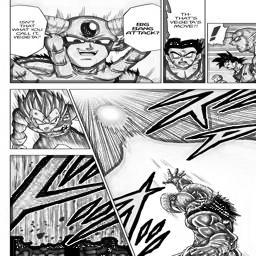 TH-
THAT'S
VEGETA'S
MOVE!!
BIG
BANG
ATTACK?
ISN'T
THAT
WHAT YOU
CALL IT,
VEGETA?